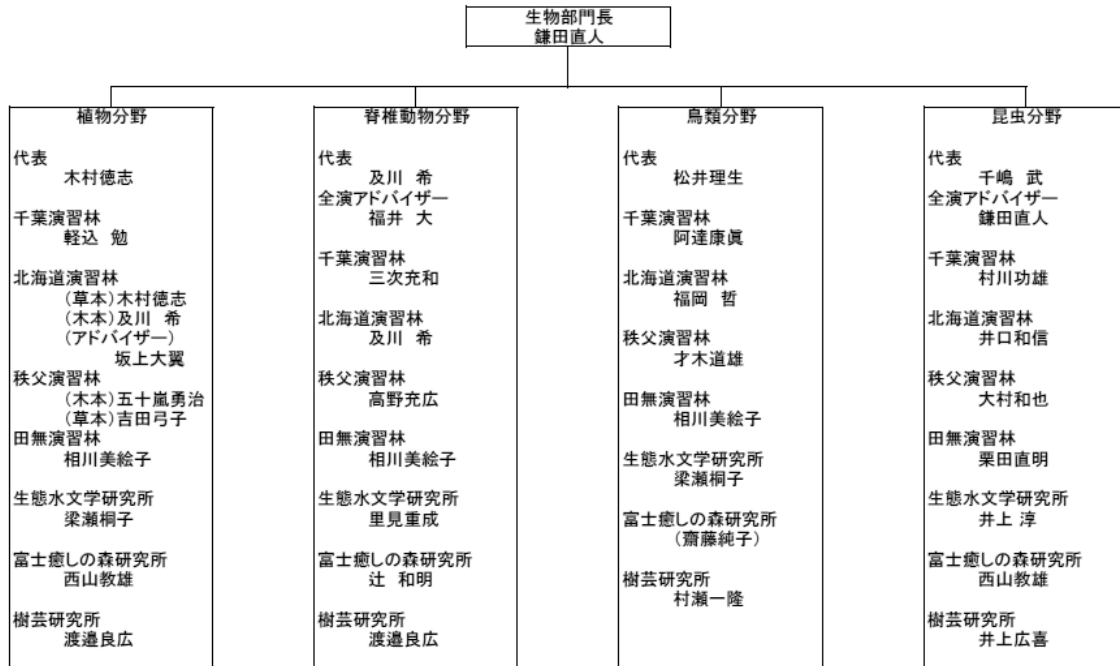 生物部門長
鎌田直人
植物分野
代表
木村徳志
千葉演習林
軽込 勉
北海道演習林
(草本)木村徳志
(木本)及川 希
(アドバイザー)
坂上大翼
秩父演習林
(木本)五十嵐勇治
(草本)吉田弓子
田無演習林
相川美絵子
生態水文学研究所
梁瀬桐子
富士癒しの森研究所
西山教雄
樹芸研究所
渡邉良広
脊椎動物分野
代表
及川 希
全演アドバイザー
福井 大
千葉演習林
三次充和
北海道演習林
及川 希
秩父演習林
高野充広
田無演習林
相川美絵子
生態水文学研究所
里見重成
富士癒しの森研究所
辻 和明
樹芸研究所
渡邉良広
鳥類分野
代表
松井理生
千葉演習林
阿達康眞
北海道演習林
福岡 哲
秩父演習林
才木道雄
田無演習林
相川美絵子
生態水文学研究所
梁瀬桐子
富士癒しの森研究所
(齋藤純子)
樹芸研究所
村瀬一隆
昆虫分野
代表
千嶋 武
全演アドバイザー
鎌田直人
千葉演習林
村川功雄
北海道演習林
井口和信
秩父演習林
大村和也
田無演習林
栗田直明
生態水文学研究所
井上 淳
富士癒しの森研究所
西山教雄
樹芸研究所
井上広喜